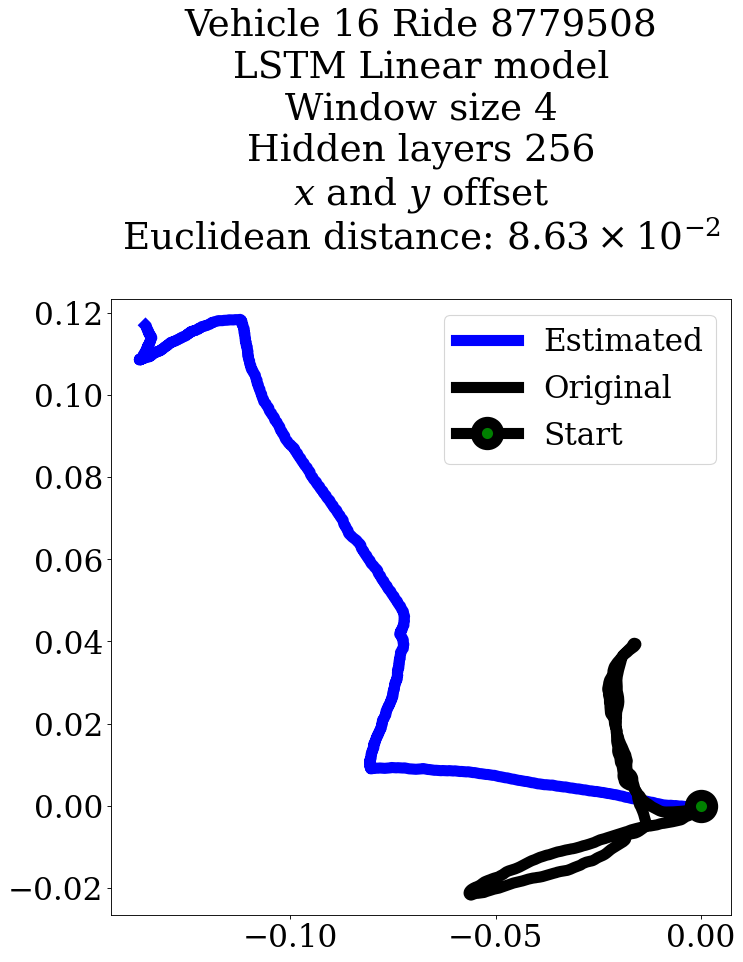 Vehicle 16 Ride 8779508
LSTM Linear model
Window size 4
Hidden layers 256
x and y offset
Euclidean distance: 8.63 × 10⁻²
0.12
0.10
0.08
0.06
0.04
0.02
0.00
−0.02
Estimated
Original
Start
−0.10
−0.05
0.00